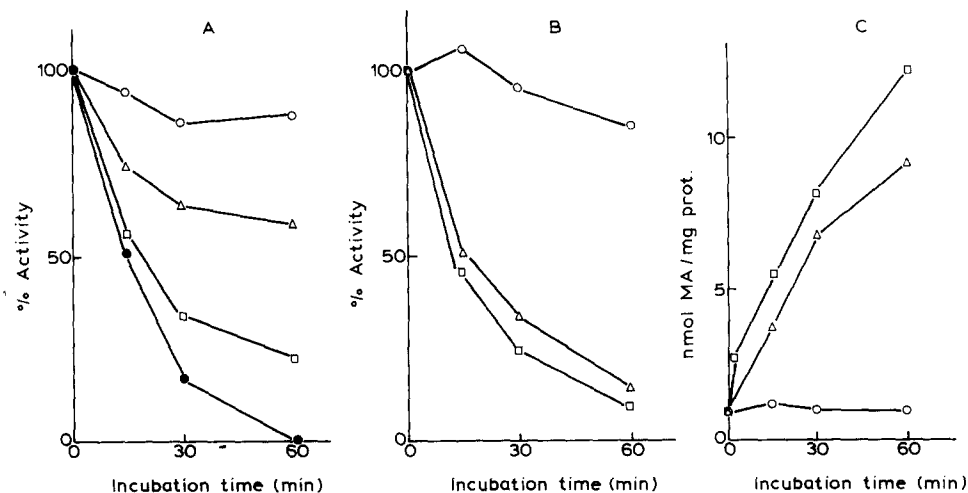 A
100
50
0
% Activity
0 30 60
Incubation time (min)
B
100
50
0
% Activity
0 30 60
Incubation time (min)
C
10
5
0
nmol MA/mg prot.
0 30 60
Incubation time (min)